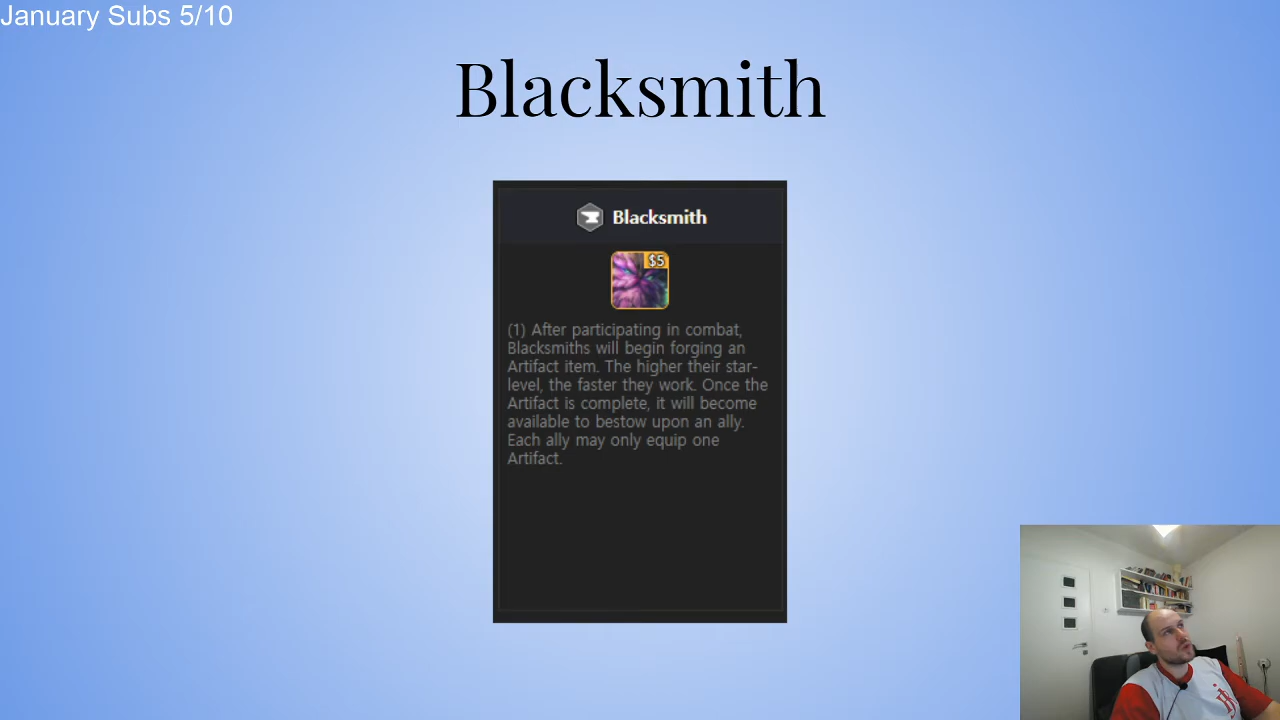 January Subs 5/10
Blacksmith
Blacksmith
$5
(1) After participating in combat,
Blacksmiths will begin forging an
Artifact item. The higher their star-
level, the faster they work. Once the
Artifact is complete, it will become
available to bestow upon an ally.
Each ally may only equip one
Artifact.